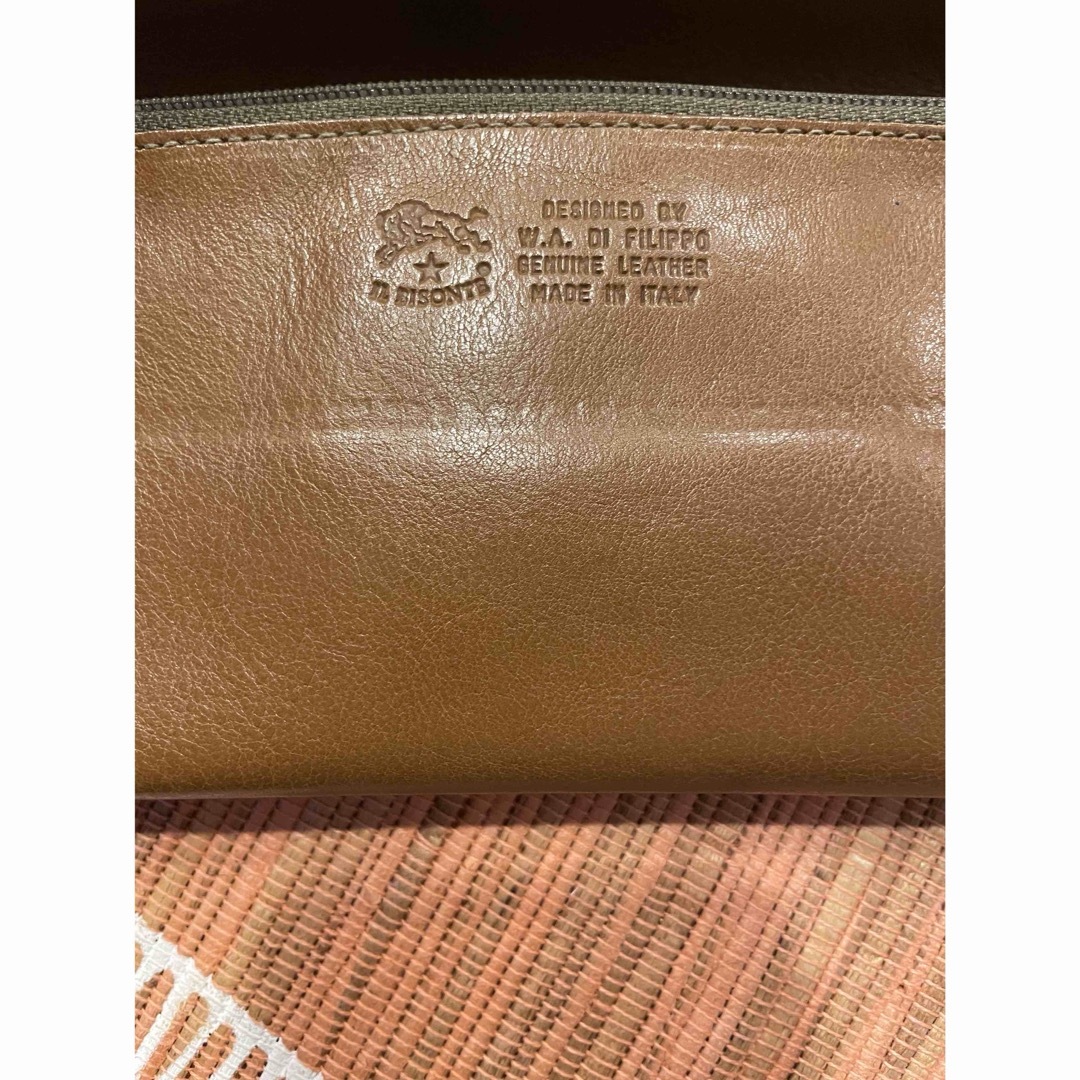 IL BISONTE®
DESIGNED BY
W.A. DI FILIPPO
GENUINE LEATHER
MADE IN ITALY